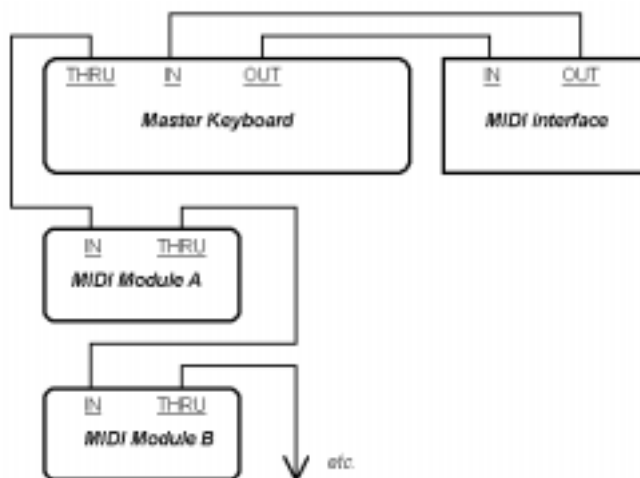 THRU IN OUT
IN OUT
Master Keyboard
MIDI interface
IN THRU
MIDI Module A
IN THRU
MIDI Module B
etc.